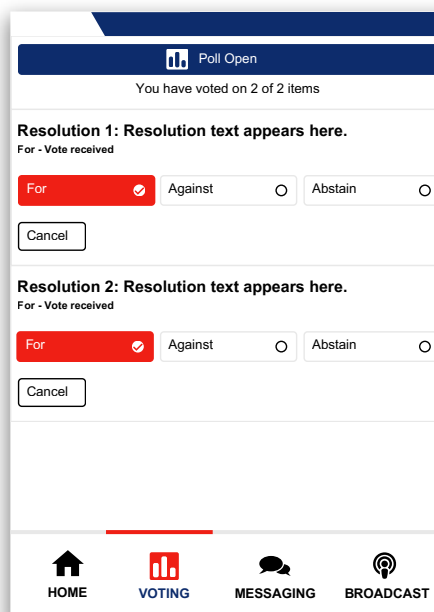 Poll Open
You have voted on 2 of 2 items
Resolution 1: Resolution text appears here.
For - Vote received
For Against Abstain
Cancel
Resolution 2: Resolution text appears here.
For - Vote received
For Against Abstain
Cancel
HOME VOTING MESSAGING BROADCAST